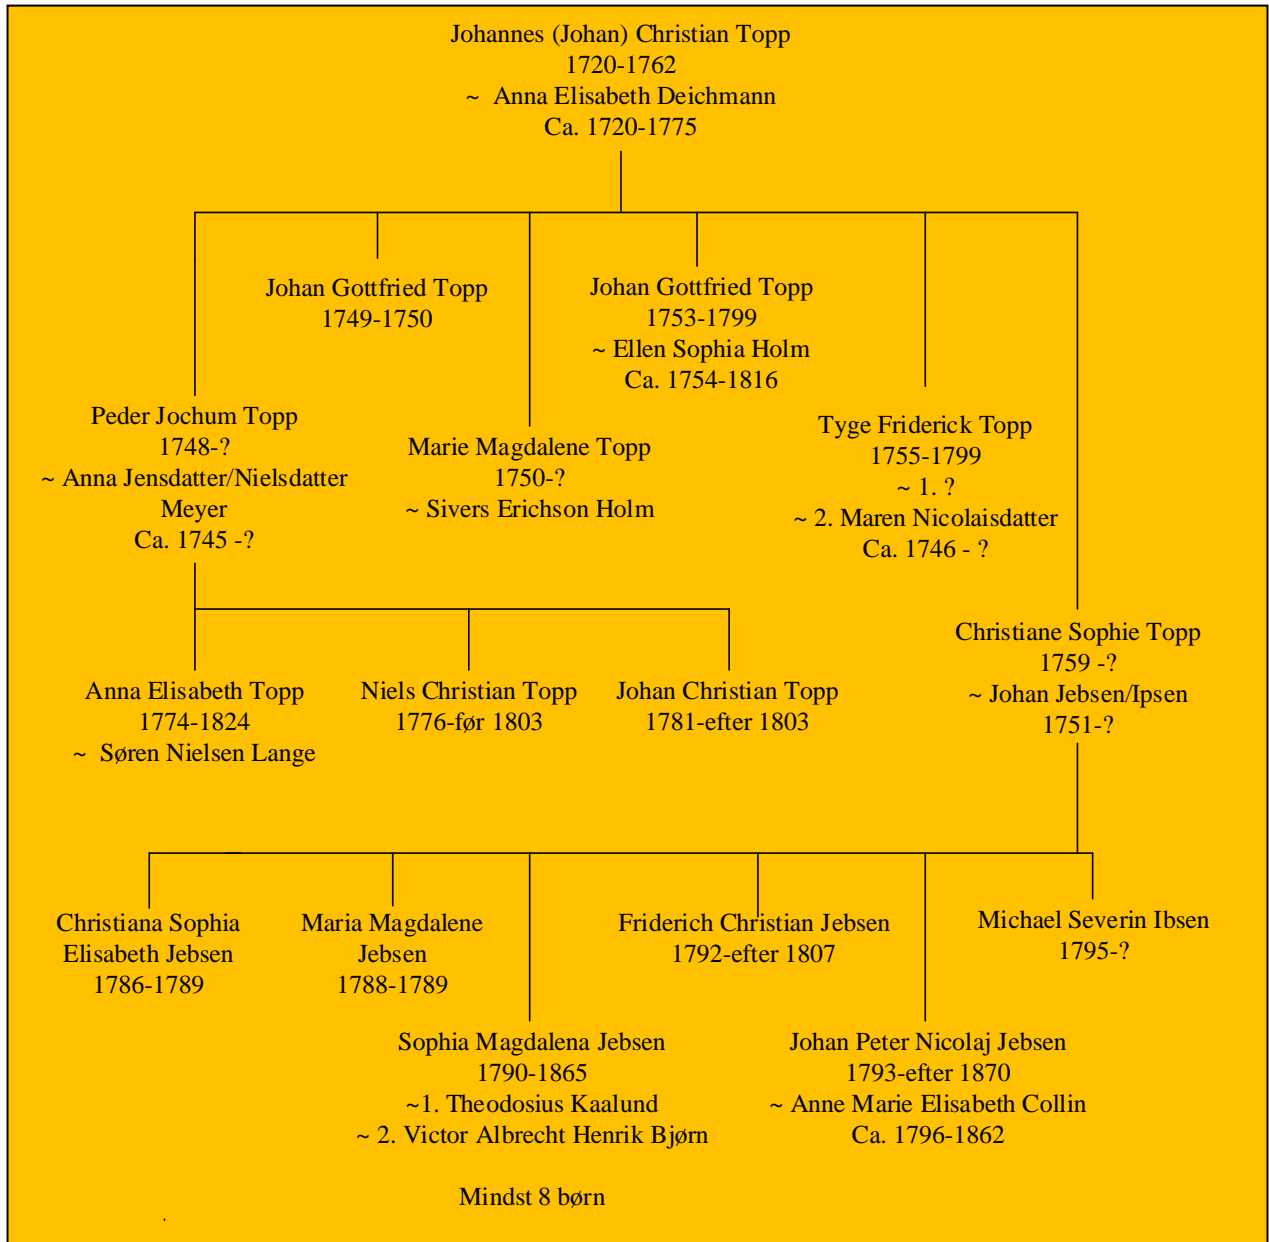 Johannes (Johan) Christian Topp
1720-1762
~ Anna Elisabeth Deichmann
Ca. 1720-1775
Johan Gottfried Topp
1749-1750
Johan Gottfried Topp
1753-1799
~ Ellen Sophia Holm
Ca. 1754-1816
Peder Jochum Topp
1748-?
~ Anna Jensdatter/Nielsdatter
Meyer
Ca. 1745 -?
Marie Magdalene Topp
1750-?
~ Sivers Erichson Holm
Tyge Friderick Topp
1755-1799
~ 1. ?
~ 2. Maren Nicolaisdatter
Ca. 1746 - ?
Christiane Sophie Topp
1759 -?
~ Johan Jebsen/Ipsen
1751-?
Anna Elisabeth Topp
1774-1824
~ Søren Nielsen Lange
Niels Christian Topp
1776-før 1803
Johan Christian Topp
1781-efter 1803
Christiana Sophia
Elisabeth Jebsen
1786-1789
Maria Magdalene
Jebsen
1788-1789
Friderich Christian Jebsen
1792-efter 1807
Michael Severin Ibsen
1795-?
Sophia Magdalena Jebsen
1790-1865
~1. Theodosius Kaalund
~ 2. Victor Albrecht Henrik Bjørn
Johan Peter Nicolaj Jebsen
1793-efter 1870
~ Anne Marie Elisabeth Collin
Ca. 1796-1862
Mindst 8 børn